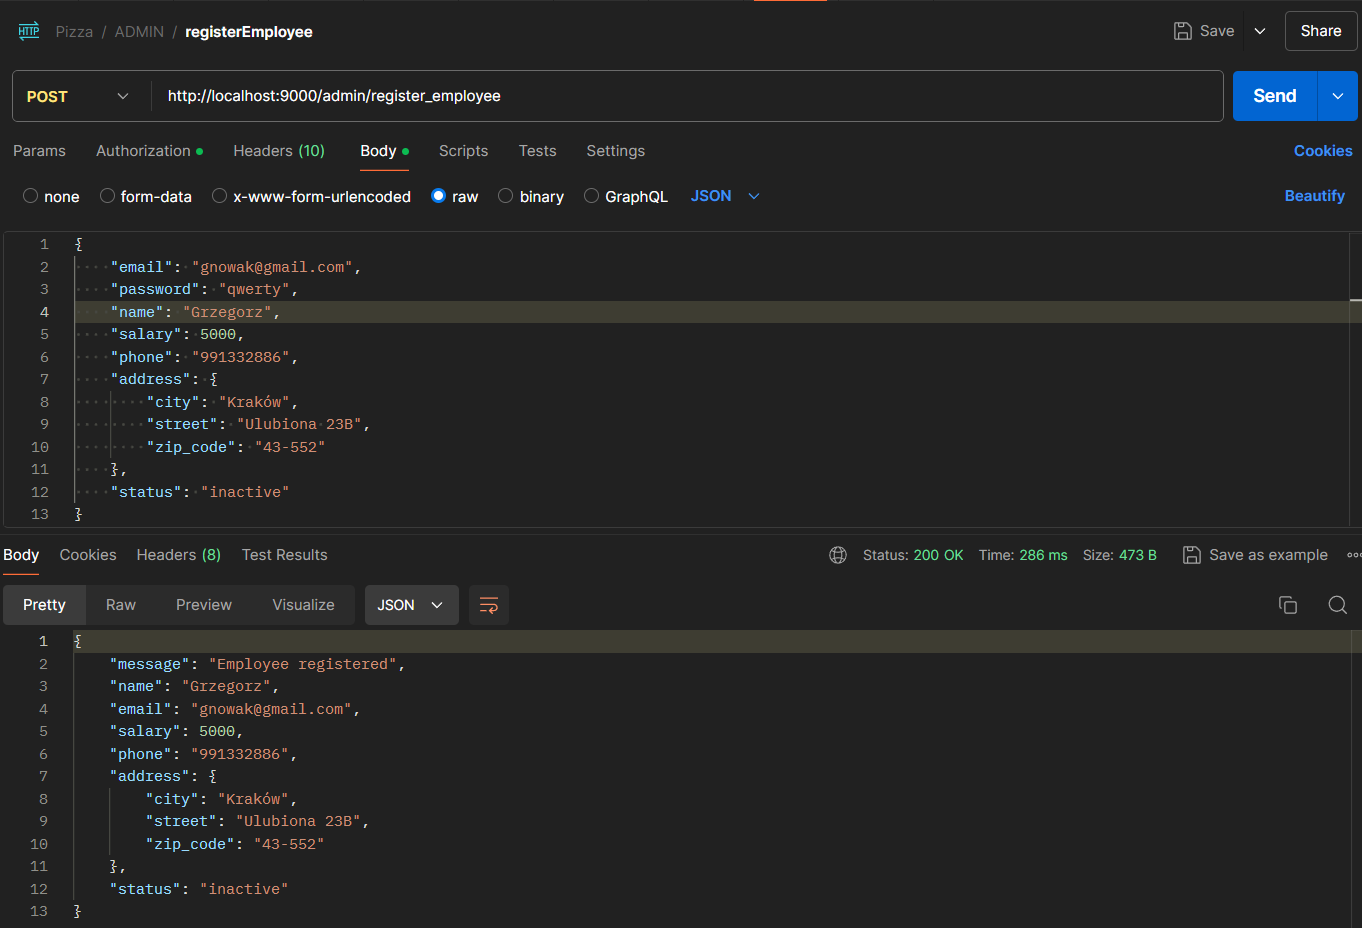 HTTP Pizza / ADMIN / registerEmployee Save Share
POST http://localhost:9000/admin/register_employee Send
Params Authorization Headers (10) Body Scripts Tests Settings Cookies
none form-data x-www-form-urlencoded raw binary GraphQL JSON Beautify
1 {
2 "email": "gnowak@gmail.com",
3 "password": "qwerty",
4 "name": "Grzegorz",
5 "salary": 5000,
6 "phone": "991332886",
7 "address": {
8 "city": "Kraków",
9 "street": "Ulubiona 23B",
10 "zip_code": "43-552"
11 },
12 "status": "inactive"
13 }
Body Cookies Headers (8) Test Results Status: 200 OK Time: 286 ms Size: 473 B Save as example
Pretty Raw Preview Visualize JSON
1 {
2 "message": "Employee registered",
3 "name": "Grzegorz",
4 "email": "gnowak@gmail.com",
5 "salary": 5000,
6 "phone": "991332886",
7 "address": {
8 "city": "Kraków",
9 "street": "Ulubiona 23B",
10 "zip_code": "43-552"
11 },
12 "status": "inactive"
13 }